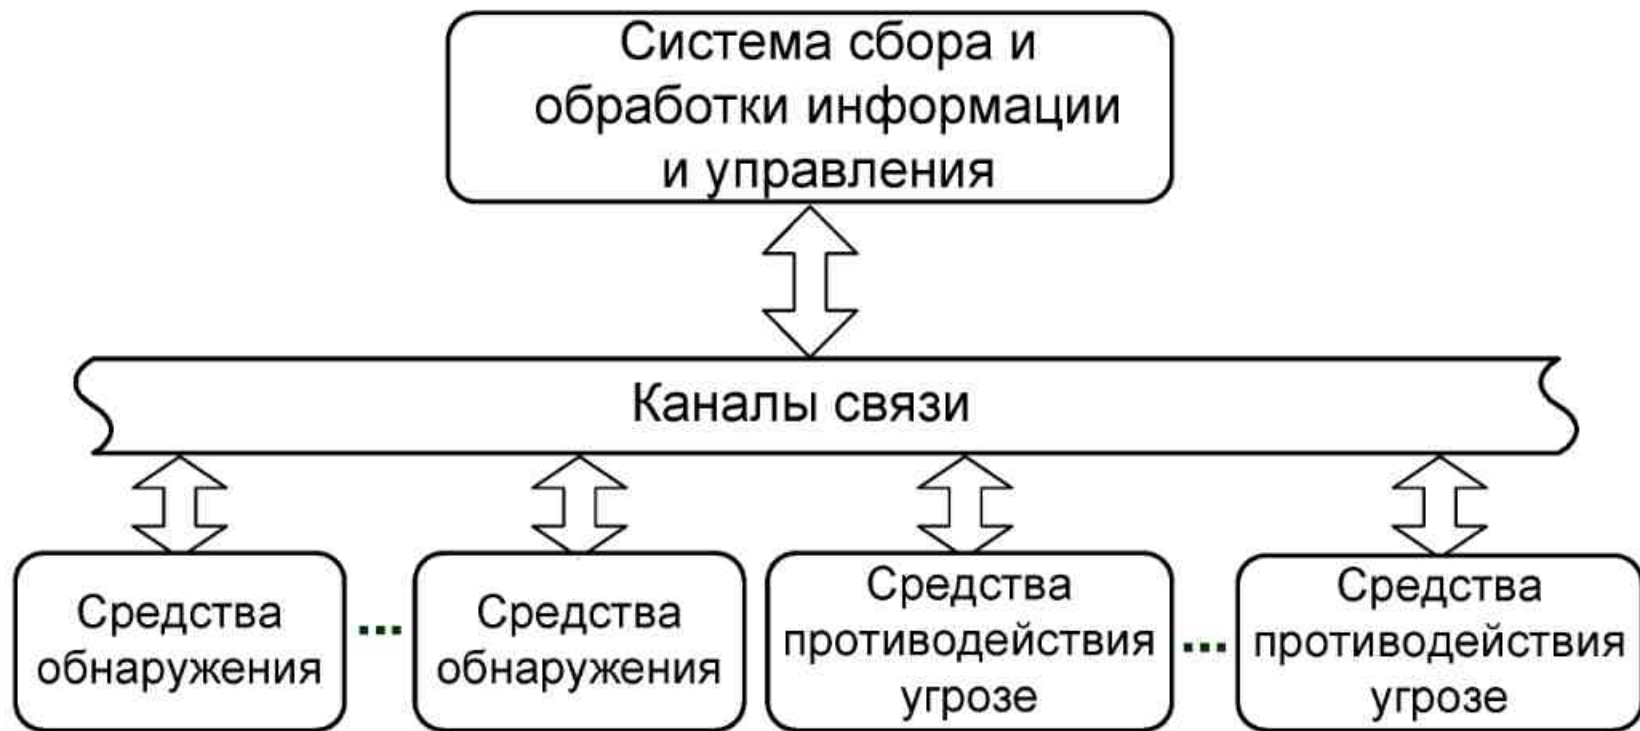 Система сбора и
обработки информации
и управления
Каналы связи
Средства
обнаружения
...
Средства
обнаружения
Средства
противодействия
угрозе
...
Средства
противодействия
угрозе